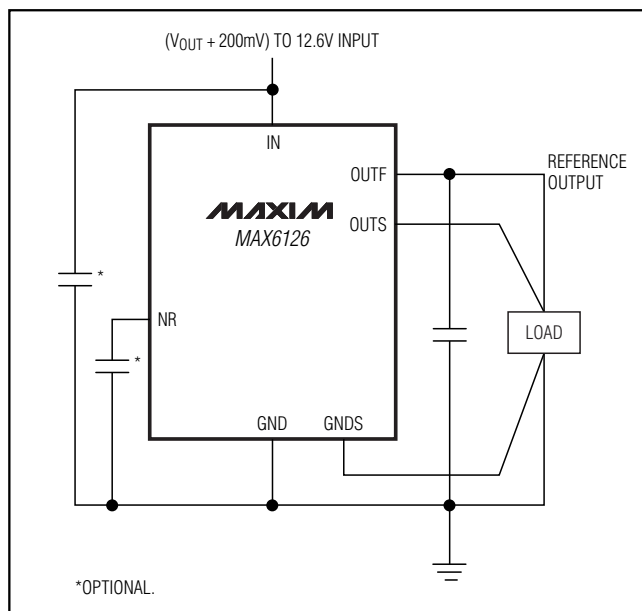 (VOUT + 200mV) TO 12.6V INPUT
IN
OUTF
REFERENCE
OUTPUT
MAXIM
MAX6126
OUTS
*
NR
LOAD
*
GND
GNDS
*OPTIONAL.